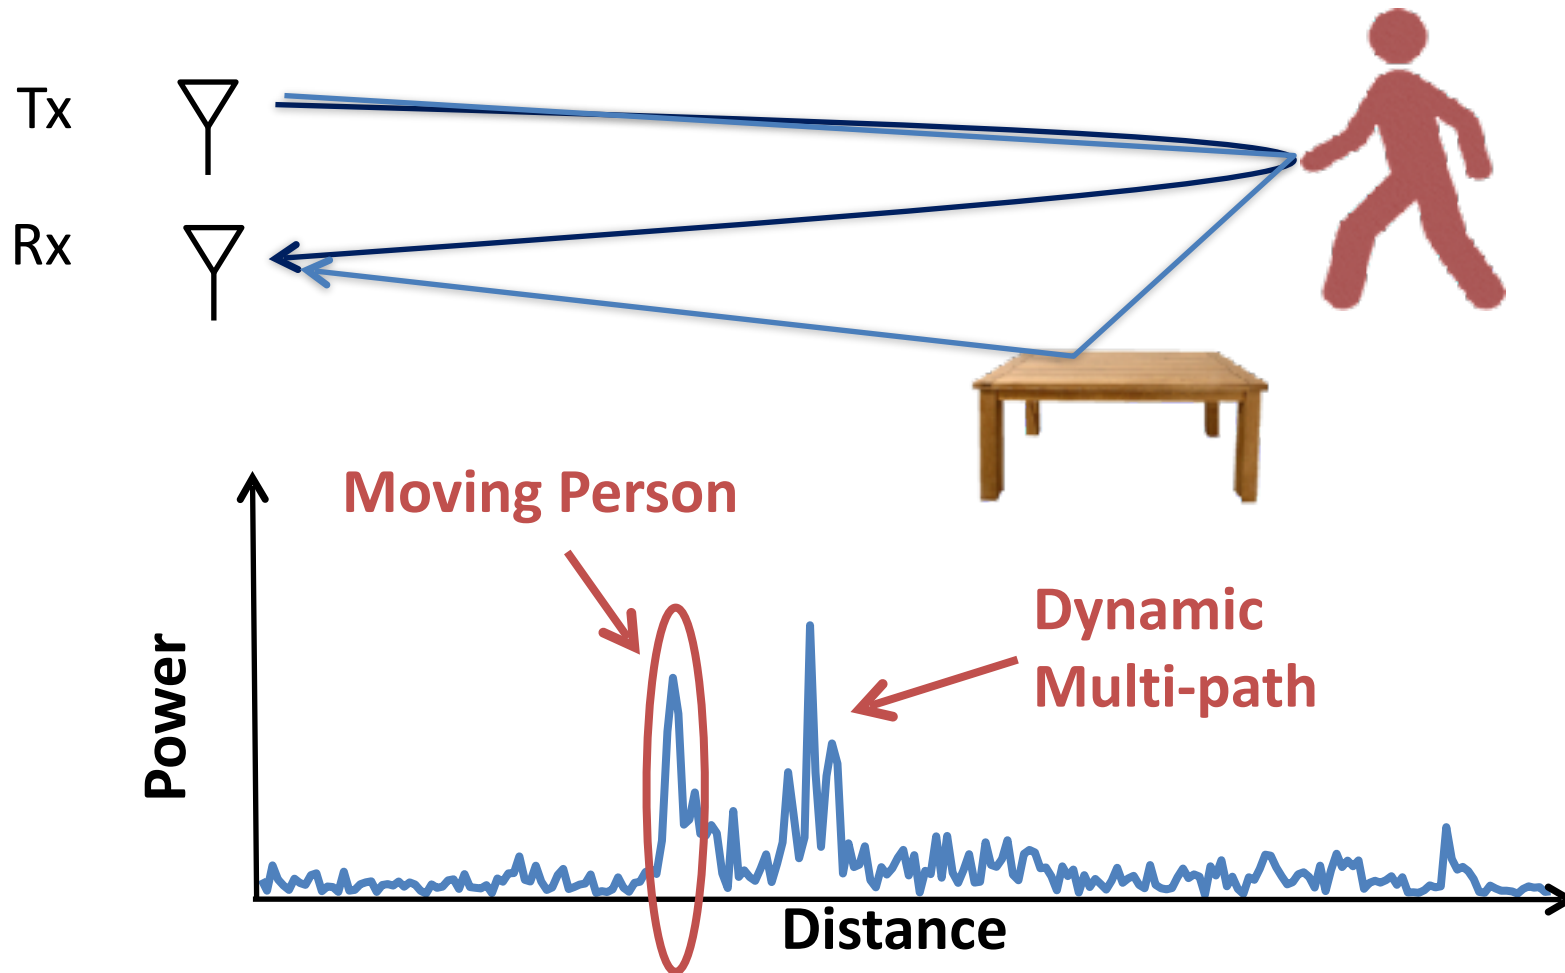 Tx
Rx
Moving Person
Dynamic
Multi-path
Power
Distance